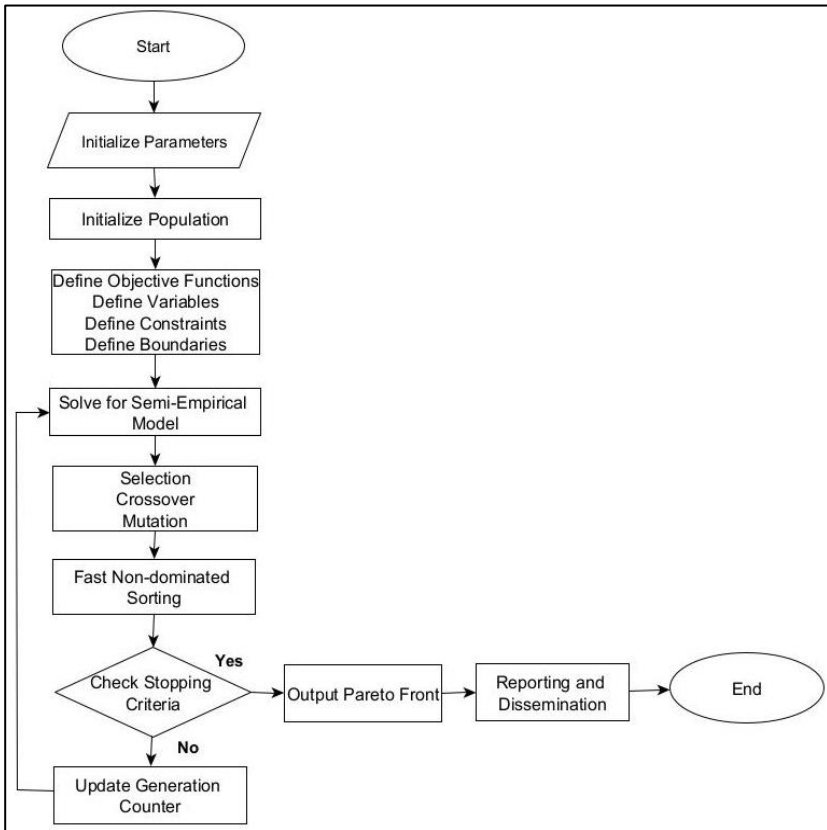 Start
Initialize Parameters
Initialize Population
Define Objective Functions
Define Variables
Define Constraints
Define Boundaries
Solve for Semi-Empirical
Model
Selection
Crossover
Mutation
Fast Non-dominated
Sorting
Check Stopping
Criteria
Yes
Output Pareto Front
Reporting and
Dissemination
End
No
Update Generation
Counter